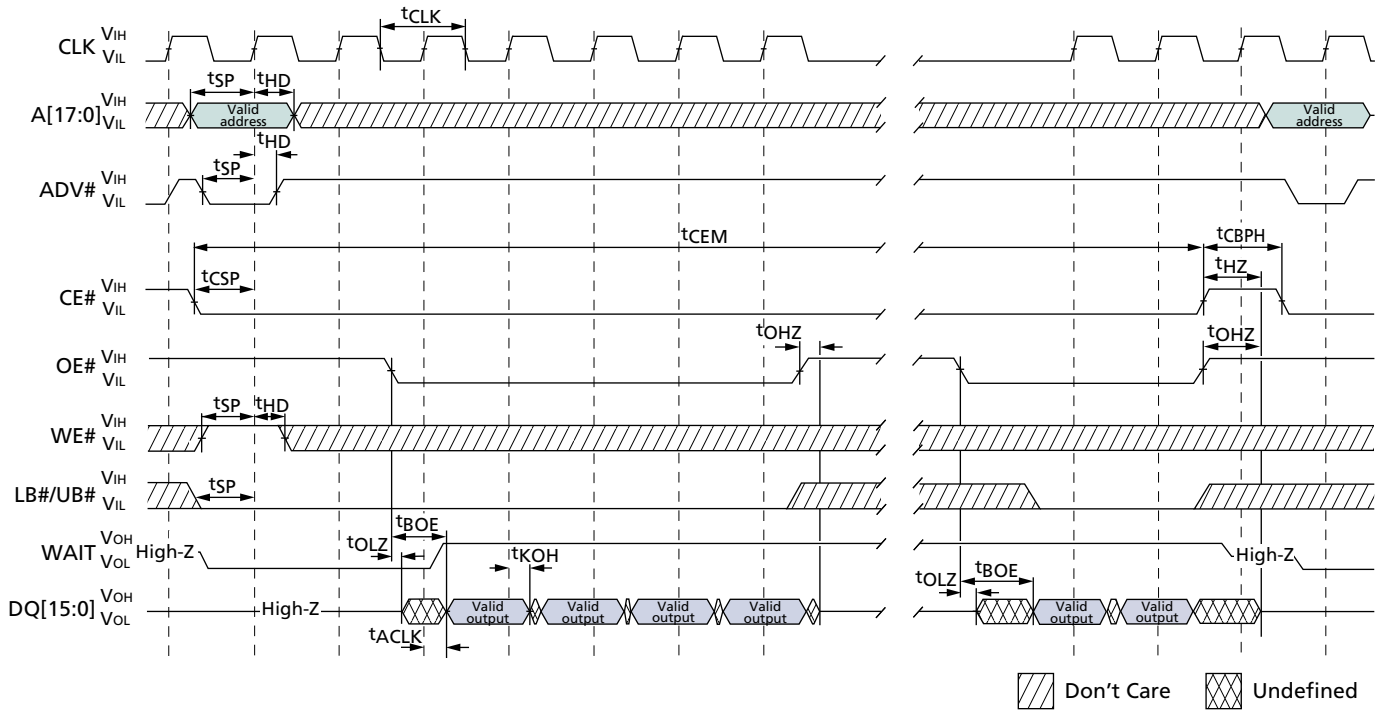 tCLK
CLK VIH
VIL
tSP tHD
A[17:0] VIH
VIL
Valid address
Valid address
tHD
tSP
ADV# VIH
VIL
tCEM
tCBPH
tCSP
tHZ
CE# VIH
VIL
tOHZ
tOHZ
OE# VIH
VIL
tSP tHD
WE# VIH
VIL
LB#/UB# VIH
VIL
tSP
tBOE
WAIT VOH
VOL
High-Z
tOLZ
tKOH
High-Z
tOLZ
tBOE
DQ[15:0] VOH
VOL
High-Z
Valid output
Valid output
Valid output
Valid output
Valid output
Valid output
tACLK
Don't Care
Undefined